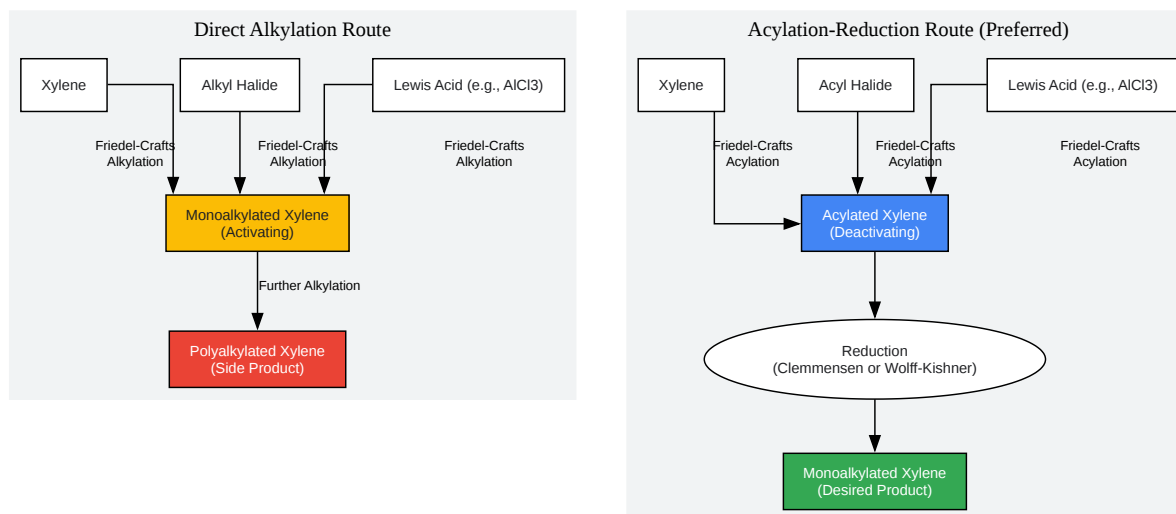 Direct Alkylation Route
Xylene
Alkyl Halide
Lewis Acid (e.g., AlCl3)
Friedel-Crafts
Alkylation
Friedel-Crafts
Alkylation
Friedel-Crafts
Alkylation
Monoalkylated Xylene
(Activating)
Further Alkylation
Polyalkylated Xylene
(Side Product)
Acylation-Reduction Route (Preferred)
Xylene
Acyl Halide
Lewis Acid (e.g., AlCl3)
Friedel-Crafts
Acylation
Friedel-Crafts
Acylation
Friedel-Crafts
Acylation
Acylated Xylene
(Deactivating)
Reduction
(Clemmensen or Wolff-Kishner)
Monoalkylated Xylene
(Desired Product)